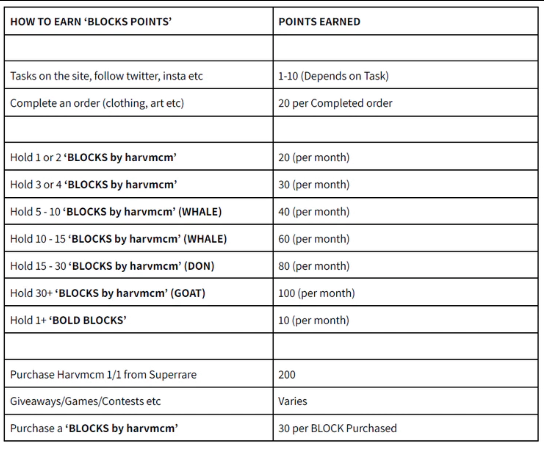 HOW TO EARN ‘BLOCKS POINTS’ POINTS EARNED
Tasks on the site, follow twitter, insta etc 1-10 (Depends on Task)
Complete an order (clothing, art etc) 20 per Completed order
Hold 1 or 2 ‘BLOCKS by harvmcm’ 20 (per month)
Hold 3 or 4 ‘BLOCKS by harvmcm’ 30 (per month)
Hold 5 - 10 ‘BLOCKS by harvmcm’ (WHALE) 40 (per month)
Hold 10 - 15 ‘BLOCKS by harvmcm’ (WHALE) 60 (per month)
Hold 15 - 30 ‘BLOCKS by harvmcm’ (DON) 80 (per month)
Hold 30+ ‘BLOCKS by harvmcm’ (GOAT) 100 (per month)
Hold 1+ ‘BOLD BLOCKS’ 10 (per month)
Purchase Harvmcm 1/1 from Superrare 200
Giveaways/Games/Contests etc Varies
Purchase a ‘BLOCKS by harvmcm’ 30 per BLOCK Purchased